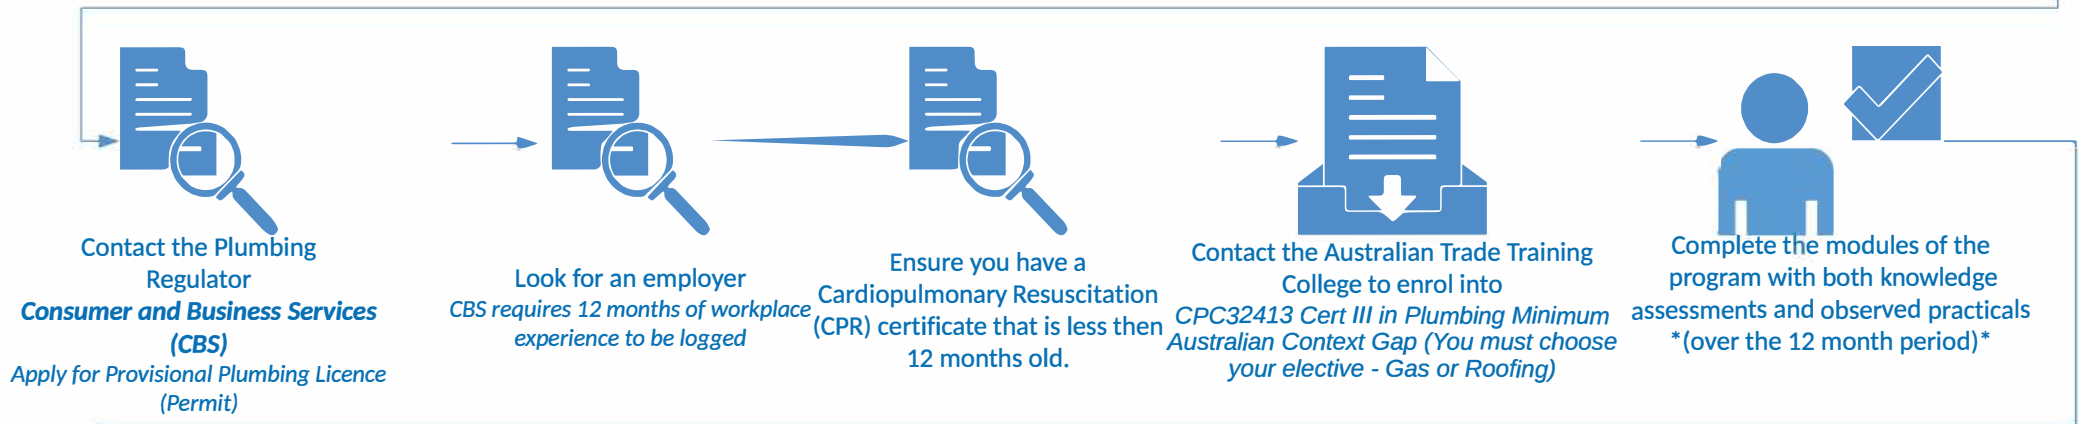 Contact the Plumbing
Regulator
Consumer and Business Services
(CBS)
Apply for Provisional Plumbing Licence
(Permit)
Look for an employer
CBS requires 12 months of workplace
experience to be logged
Ensure you have a
Cardiopulmonary Resuscitation
(CPR) certificate that is less then
12 months old.
Contact the Australian Trade Training
College to enrol into
CPC32413 Cert III in Plumbing Minimum
Australian Context Gap (You must choose
your elective - Gas or Roofing)
Complete the modules of the
program with both knowledge
assessments and observed practicals
*(over the 12 month period)*